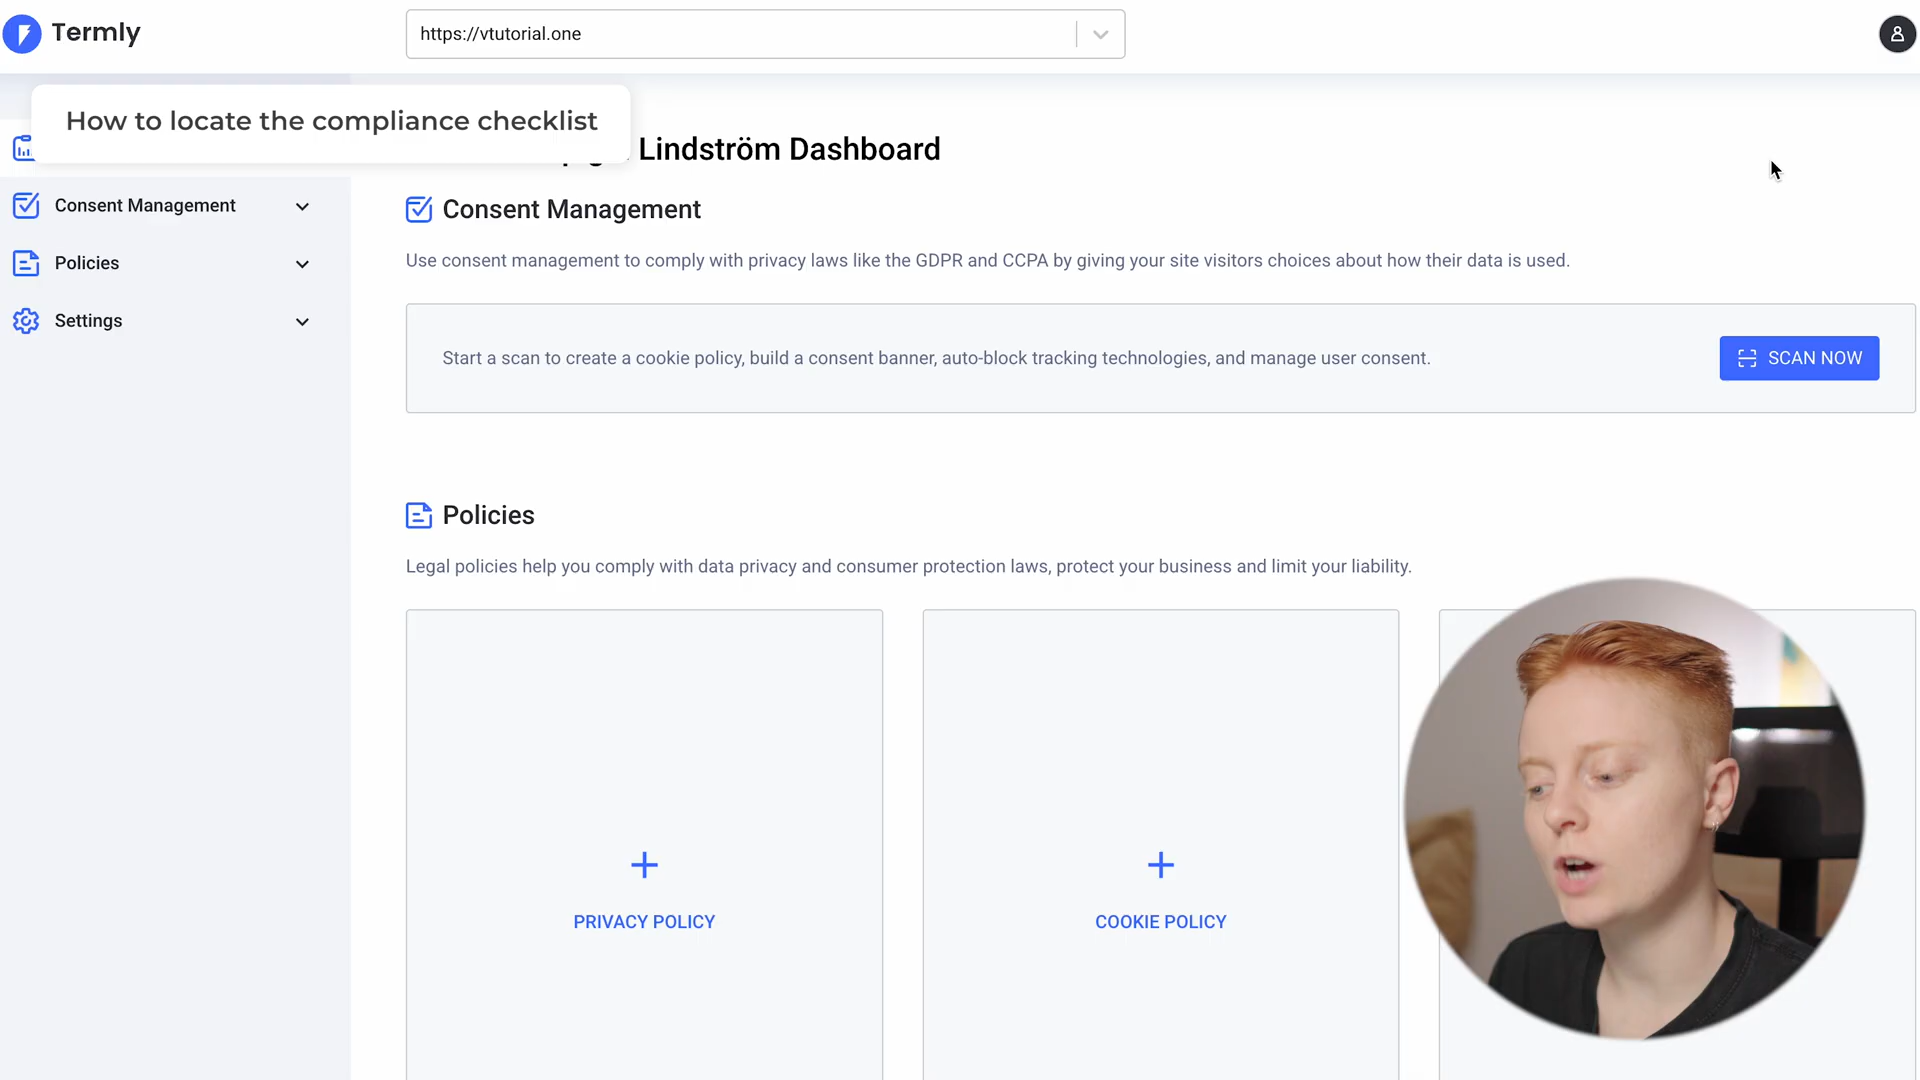 Termly
https://vtutorial.one
How to locate the compliance checklist
Lindström Dashboard
Consent Management
Policies
Settings
Consent Management
Use consent management to comply with privacy laws like the GDPR and CCPA by giving your site visitors choices about how their data is used.
Start a scan to create a cookie policy, build a consent banner, auto-block tracking technologies, and manage user consent.
SCAN NOW
Policies
Legal policies help you comply with data privacy and consumer protection laws, protect your business and limit your liability.
PRIVACY POLICY
COOKIE POLICY